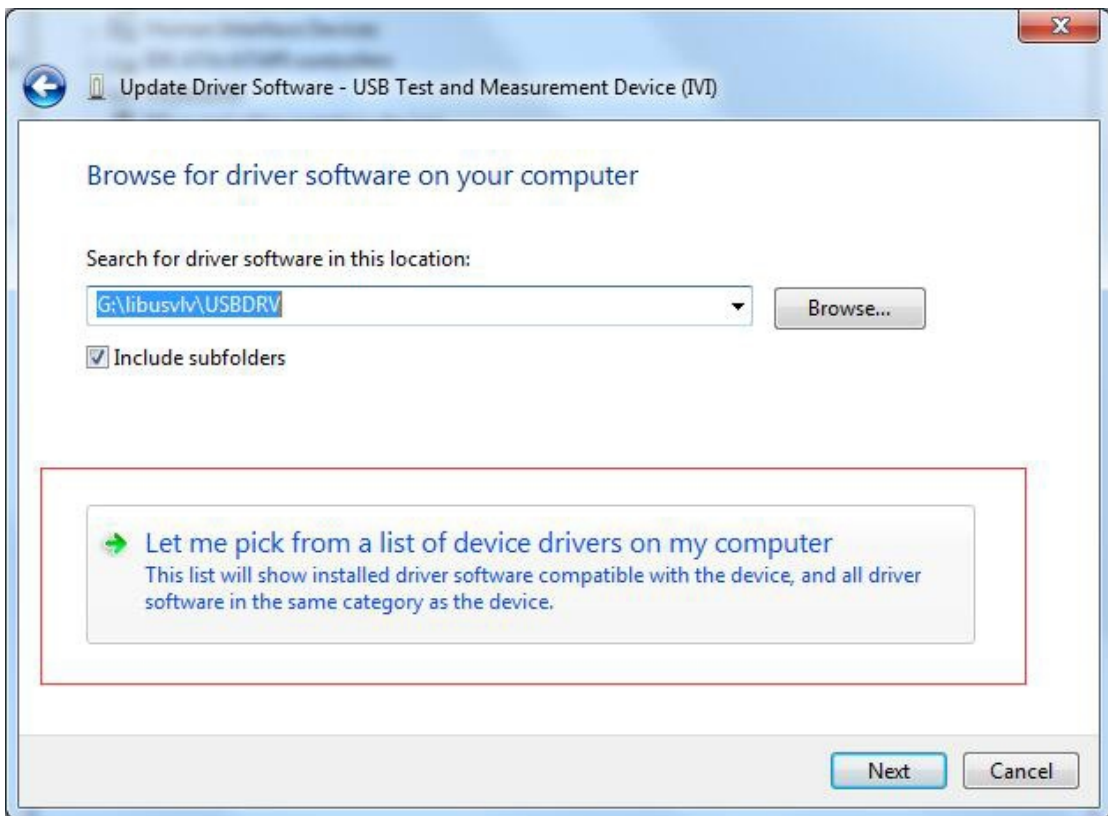 Update Driver Software - USB Test and Measurement Device (IVI)
Browse for driver software on your computer
Search for driver software in this location:
G:\libusvlv\USBDRV
Browse...
Include subfolders
Let me pick from a list of device drivers on my computer
This list will show installed driver software compatible with the device, and all driver
software in the same category as the device.
Next
Cancel